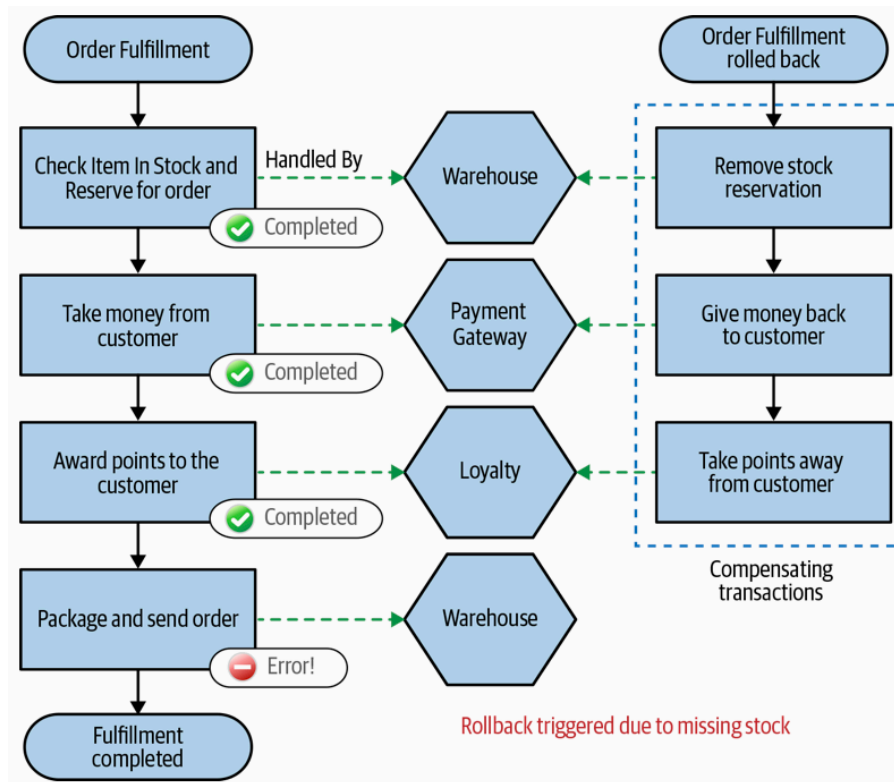 Order Fulfillment
Order Fulfillment
rolled back
Check Item In Stock and
Reserve for order
Handled By
Warehouse
Remove stock
reservation
Completed
Take money from
customer
Payment
Gateway
Give money back
to customer
Completed
Award points to the
customer
Loyalty
Take points away
from customer
Completed
Compensating
transactions
Package and send order
Warehouse
Error!
Rollback triggered due to missing stock
Fulfillment
completed